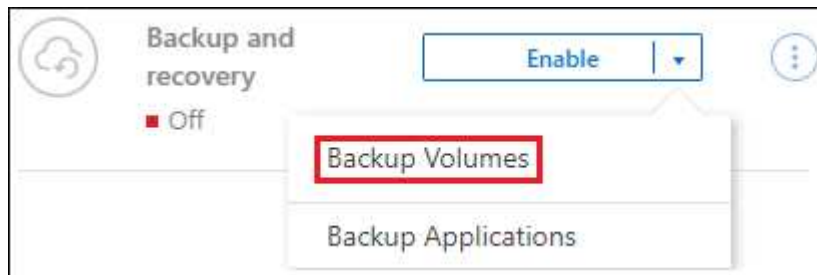 Backup and
recovery
Enable
Off
Backup Volumes
Backup Applications